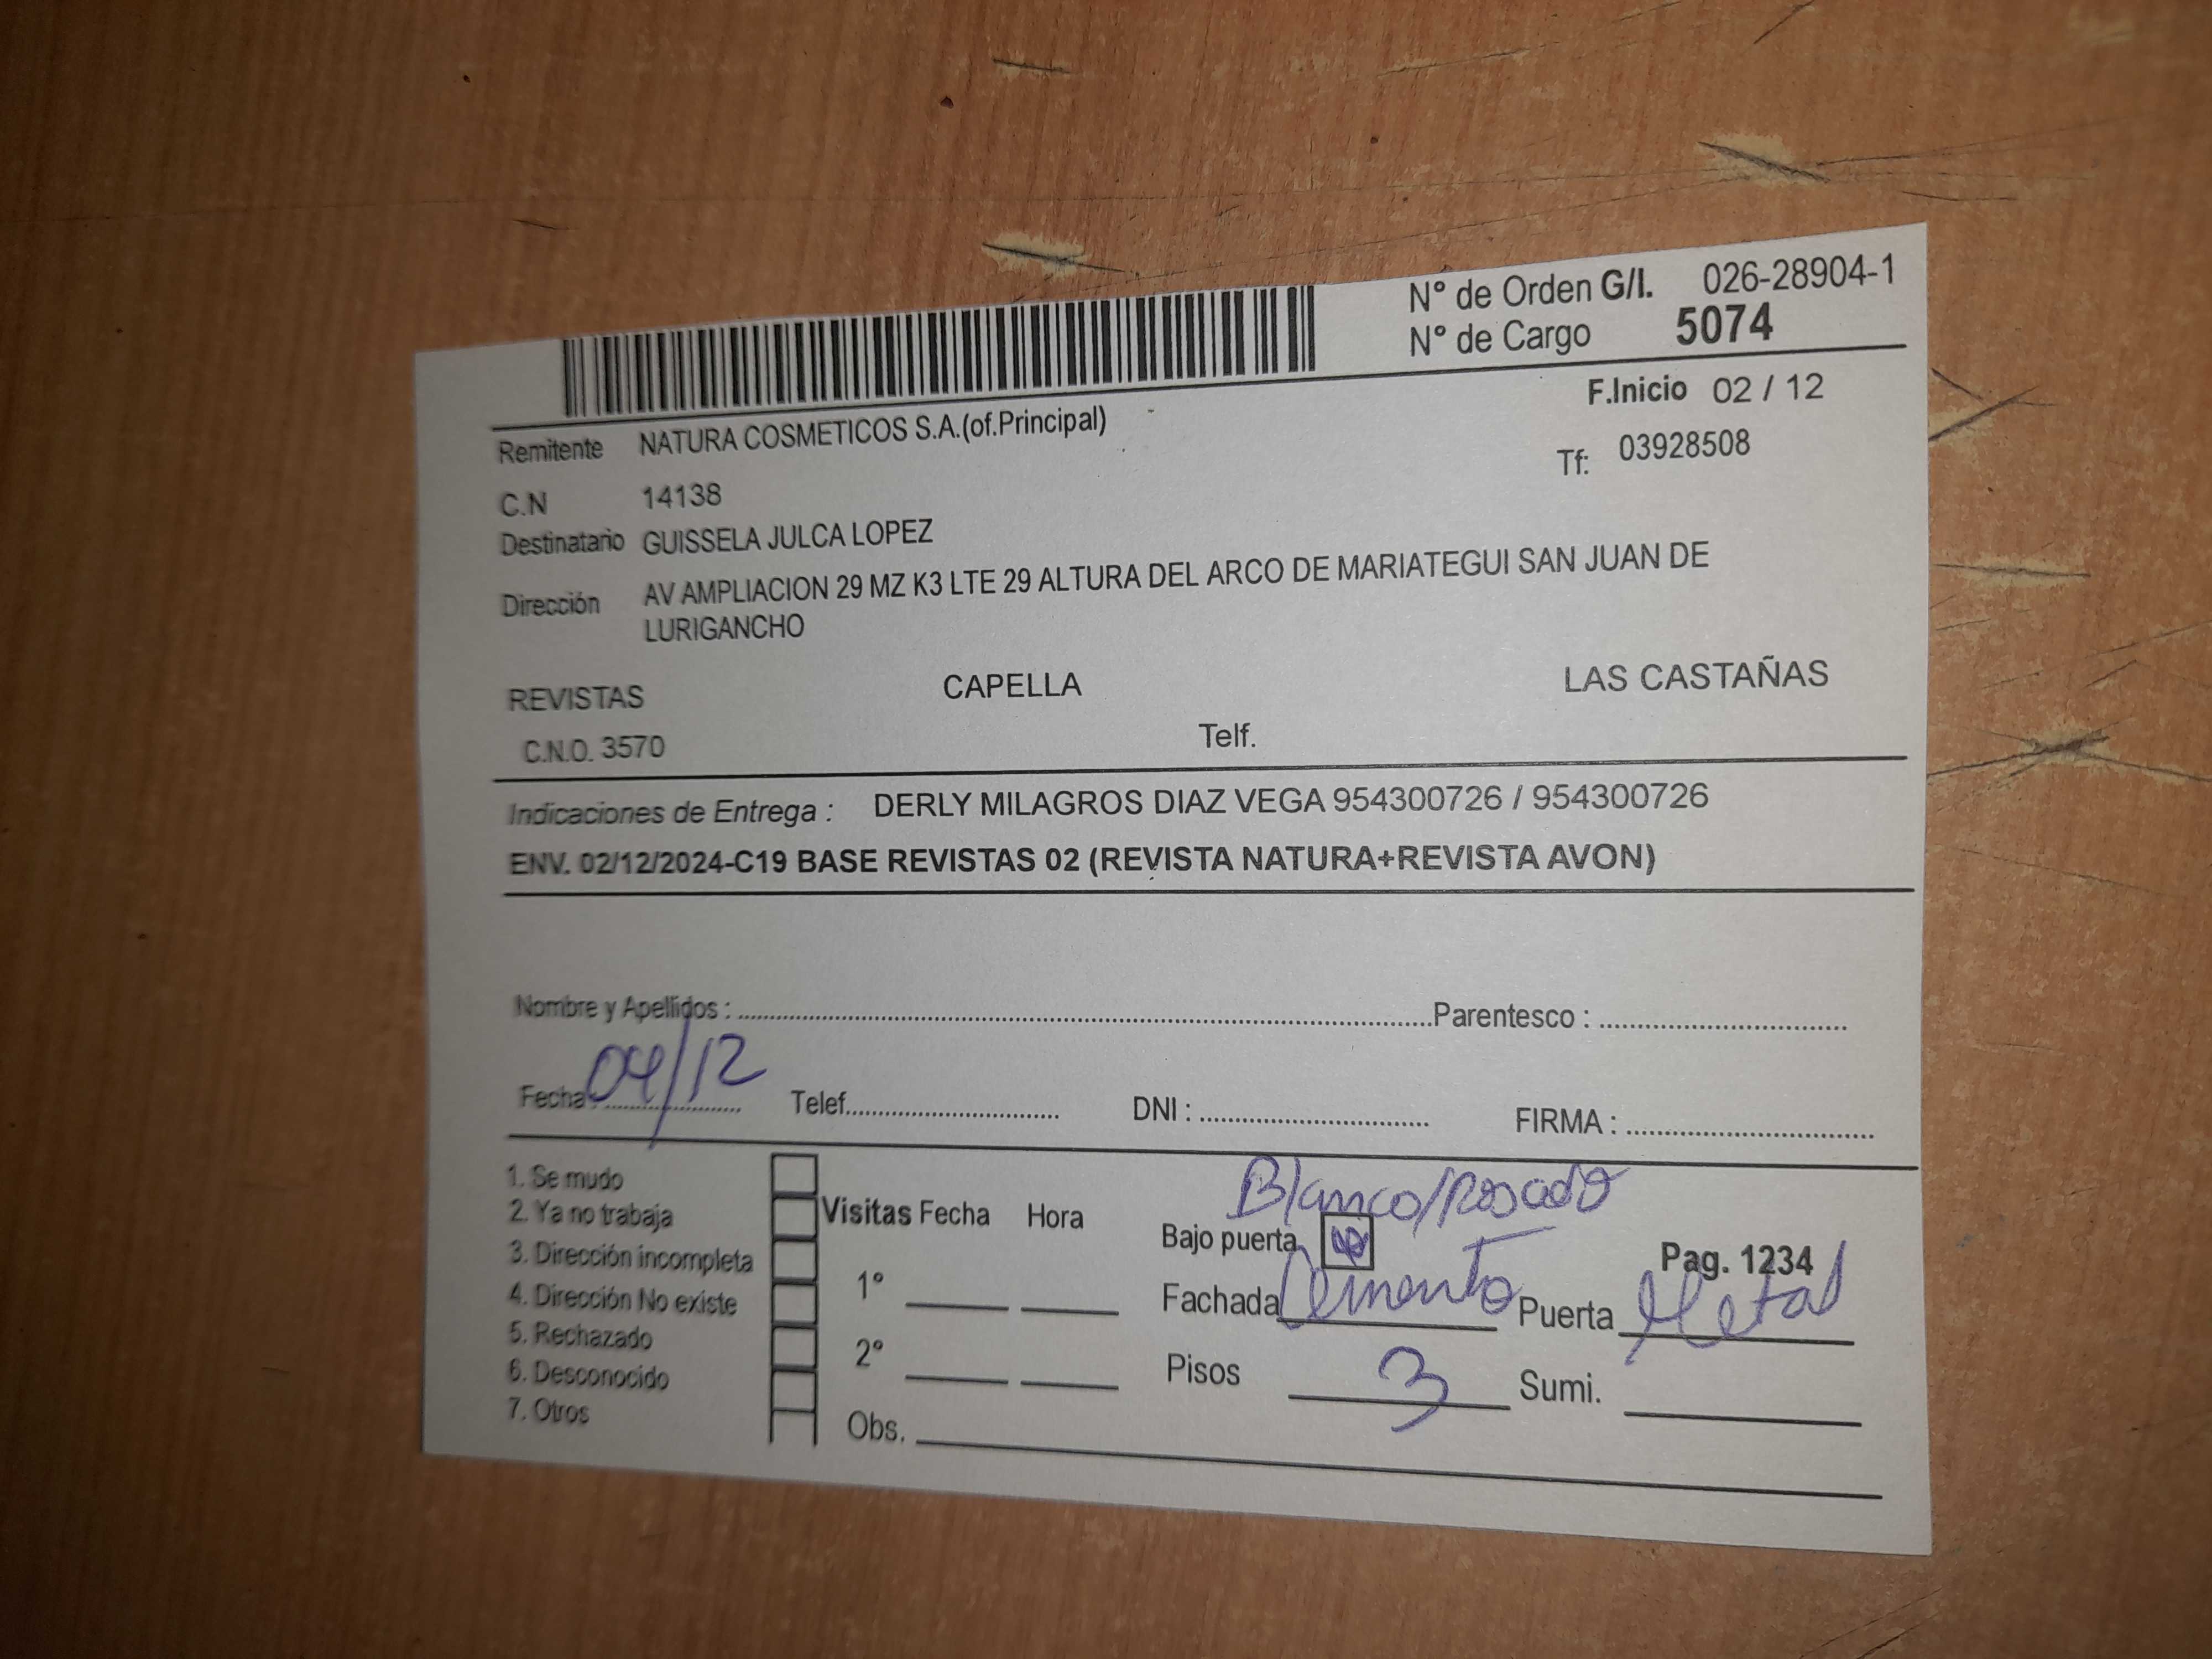 N° de Orden G/I. 026-28904-1
N° de Cargo 5074
F.Inicio 02 / 12
Remitente NATURA COSMETICOS S.A.(of.Principal)
Tf: 03928508
C.N 14138
Destinatario GUISSELA JULCA LOPEZ
Dirección AV AMPLIACION 29 MZ K3 LTE 29 ALTURA DEL ARCO DE MARIATEGUI SAN JUAN DE
LURIGANCHO
REVISTAS CAPELLA LAS CASTAÑAS
C.N.O. 3570 Telf.
Indicaciones de Entrega : DERLY MILAGROS DIAZ VEGA 954300726 / 954300726
ENV. 02/12/2024-C19 BASE REVISTAS 02 (REVISTA NATURA+REVISTA AVON)
Nombre y Apellidos : Parentesco :
Fecha : 04/12 Telef. DNI : FIRMA :
1. Se mudo
2. Ya no trabaja
3. Dirección incompleta
4. Dirección No existe
5. Rechazado
6. Desconocido
7. Otros
Visitas Fecha Hora
1°
2°
Obs.
Blanco/Rosado
Bajo puerta
Pag. 1234
Fachada Cemento Puerta Metal
Pisos 3 Sumi.